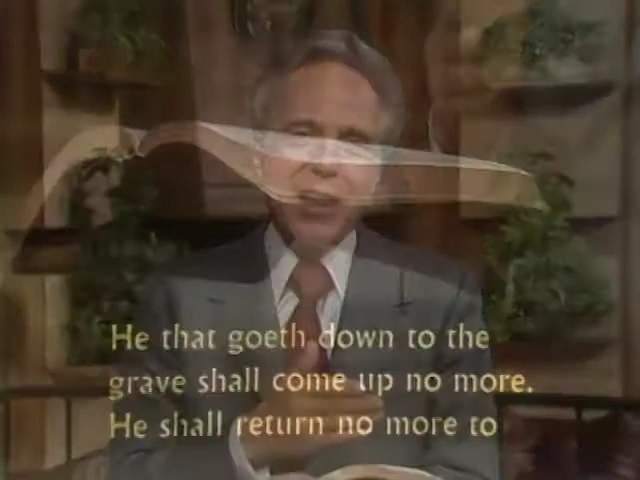 He that goeth down to the
grave shall come up no more.
He shall return no more to